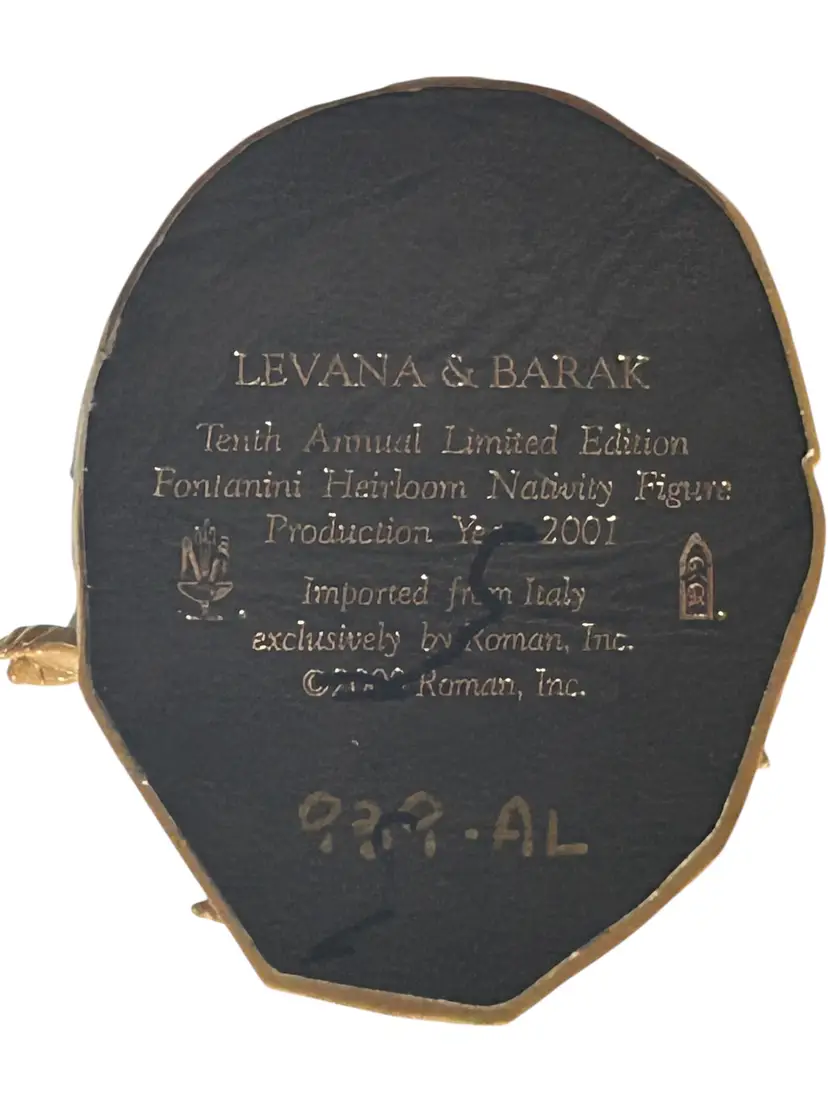 LEVANA & BARAK
Tenth Annual Limited Edition
Fontanini Heirloom Nativity Figure
Production Year 2001
Imported from Italy
exclusively by Roman, Inc.
© Roman, Inc.
AL